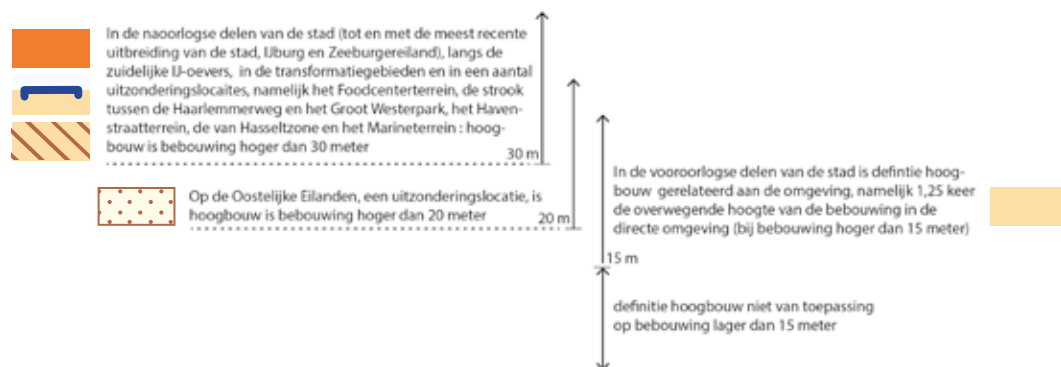 In de naoorlogse delen van de stad (tot en met de meest recente
uitbreiding van de stad, IJburg en Zeeburgereiland), langs de
zuidelijke IJ-oevers, in de transformatiegebieden en in een aantal
uitzonderingslocaites, namelijk het Foodcenterterrein, de strook
tussen de Haarlemmerweg en het Groot Westerpark, het Haven-
straatterrein, de van Hasseltzone en het Marineterrein : hoog-
bouw is bebouwing hoger dan 30 meter
30 m
Op de Oostelijke Eilanden, een uitzonderingslocatie, is
hoogbouw is bebouwing hoger dan 20 meter
20 m
In de vooroorlogse delen van de stad is defintie hoog-
bouw gerelateerd aan de omgeving, namelijk 1,25 keer
de overwegende hoogte van de bebouwing in de
directe omgeving (bij bebouwing hoger dan 15 meter)
15 m
definitie hoogbouw niet van toepassing
op bebouwing lager dan 15 meter